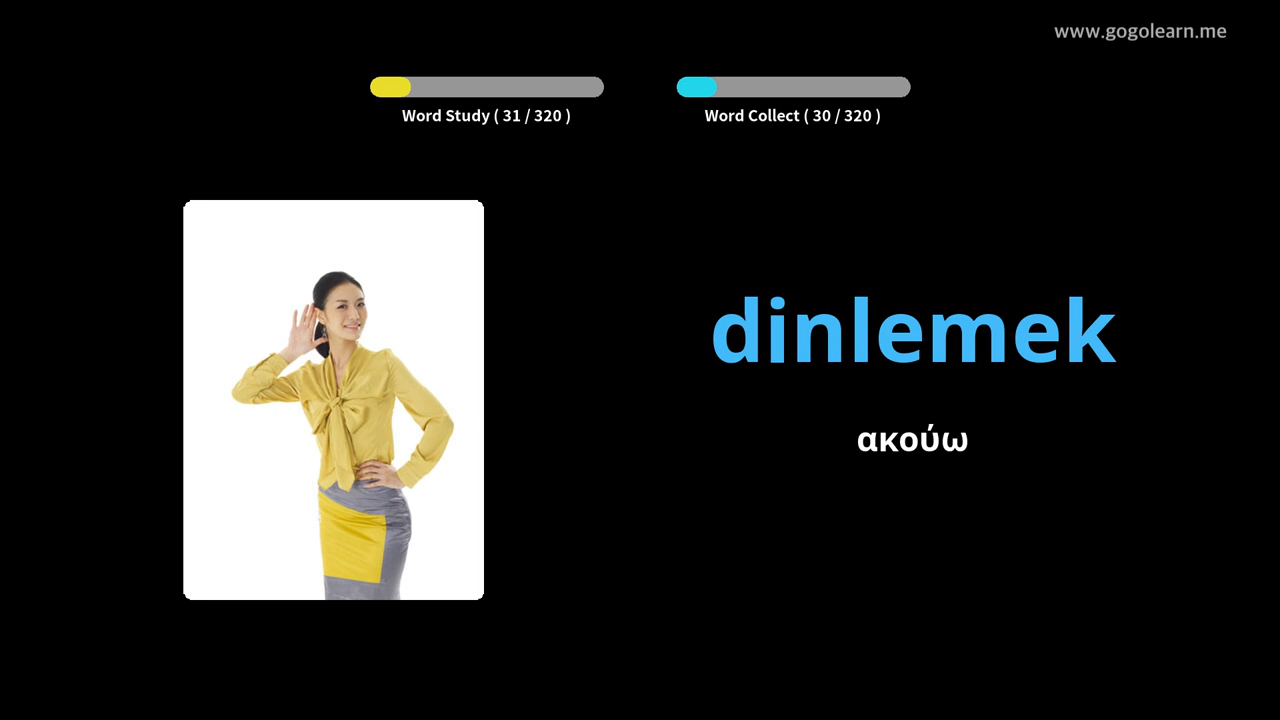 www.gogolearn.me
Word Study ( 31 / 320 )
Word Collect ( 30 / 320 )
dinlemek
ακούω